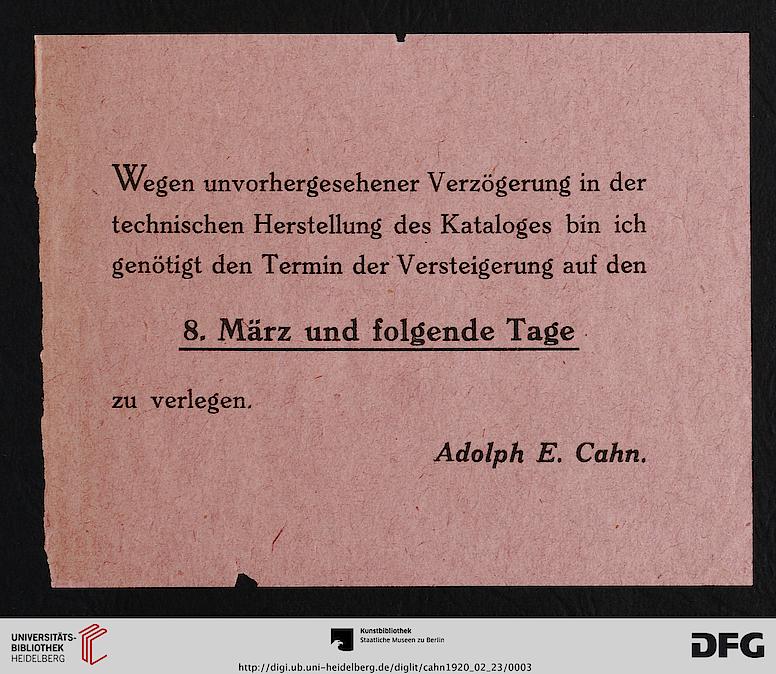 Wegen unvorhergesehener Verzögerung in der
technischen Herstellung des Kataloges bin ich
genötigt den Termin der Versteigerung auf den
8. März und folgende Tage
zu verlegen.
Adolph E. Cahn.
UNIVERSITÄTS-
BIBLIOTHEK
HEIDELBERG
Kunstbibliothek
Staatliche Museen zu Berlin
http://digi.ub.uni-heidelberg.de/diglit/cahn1920_02_23/0003
DFG